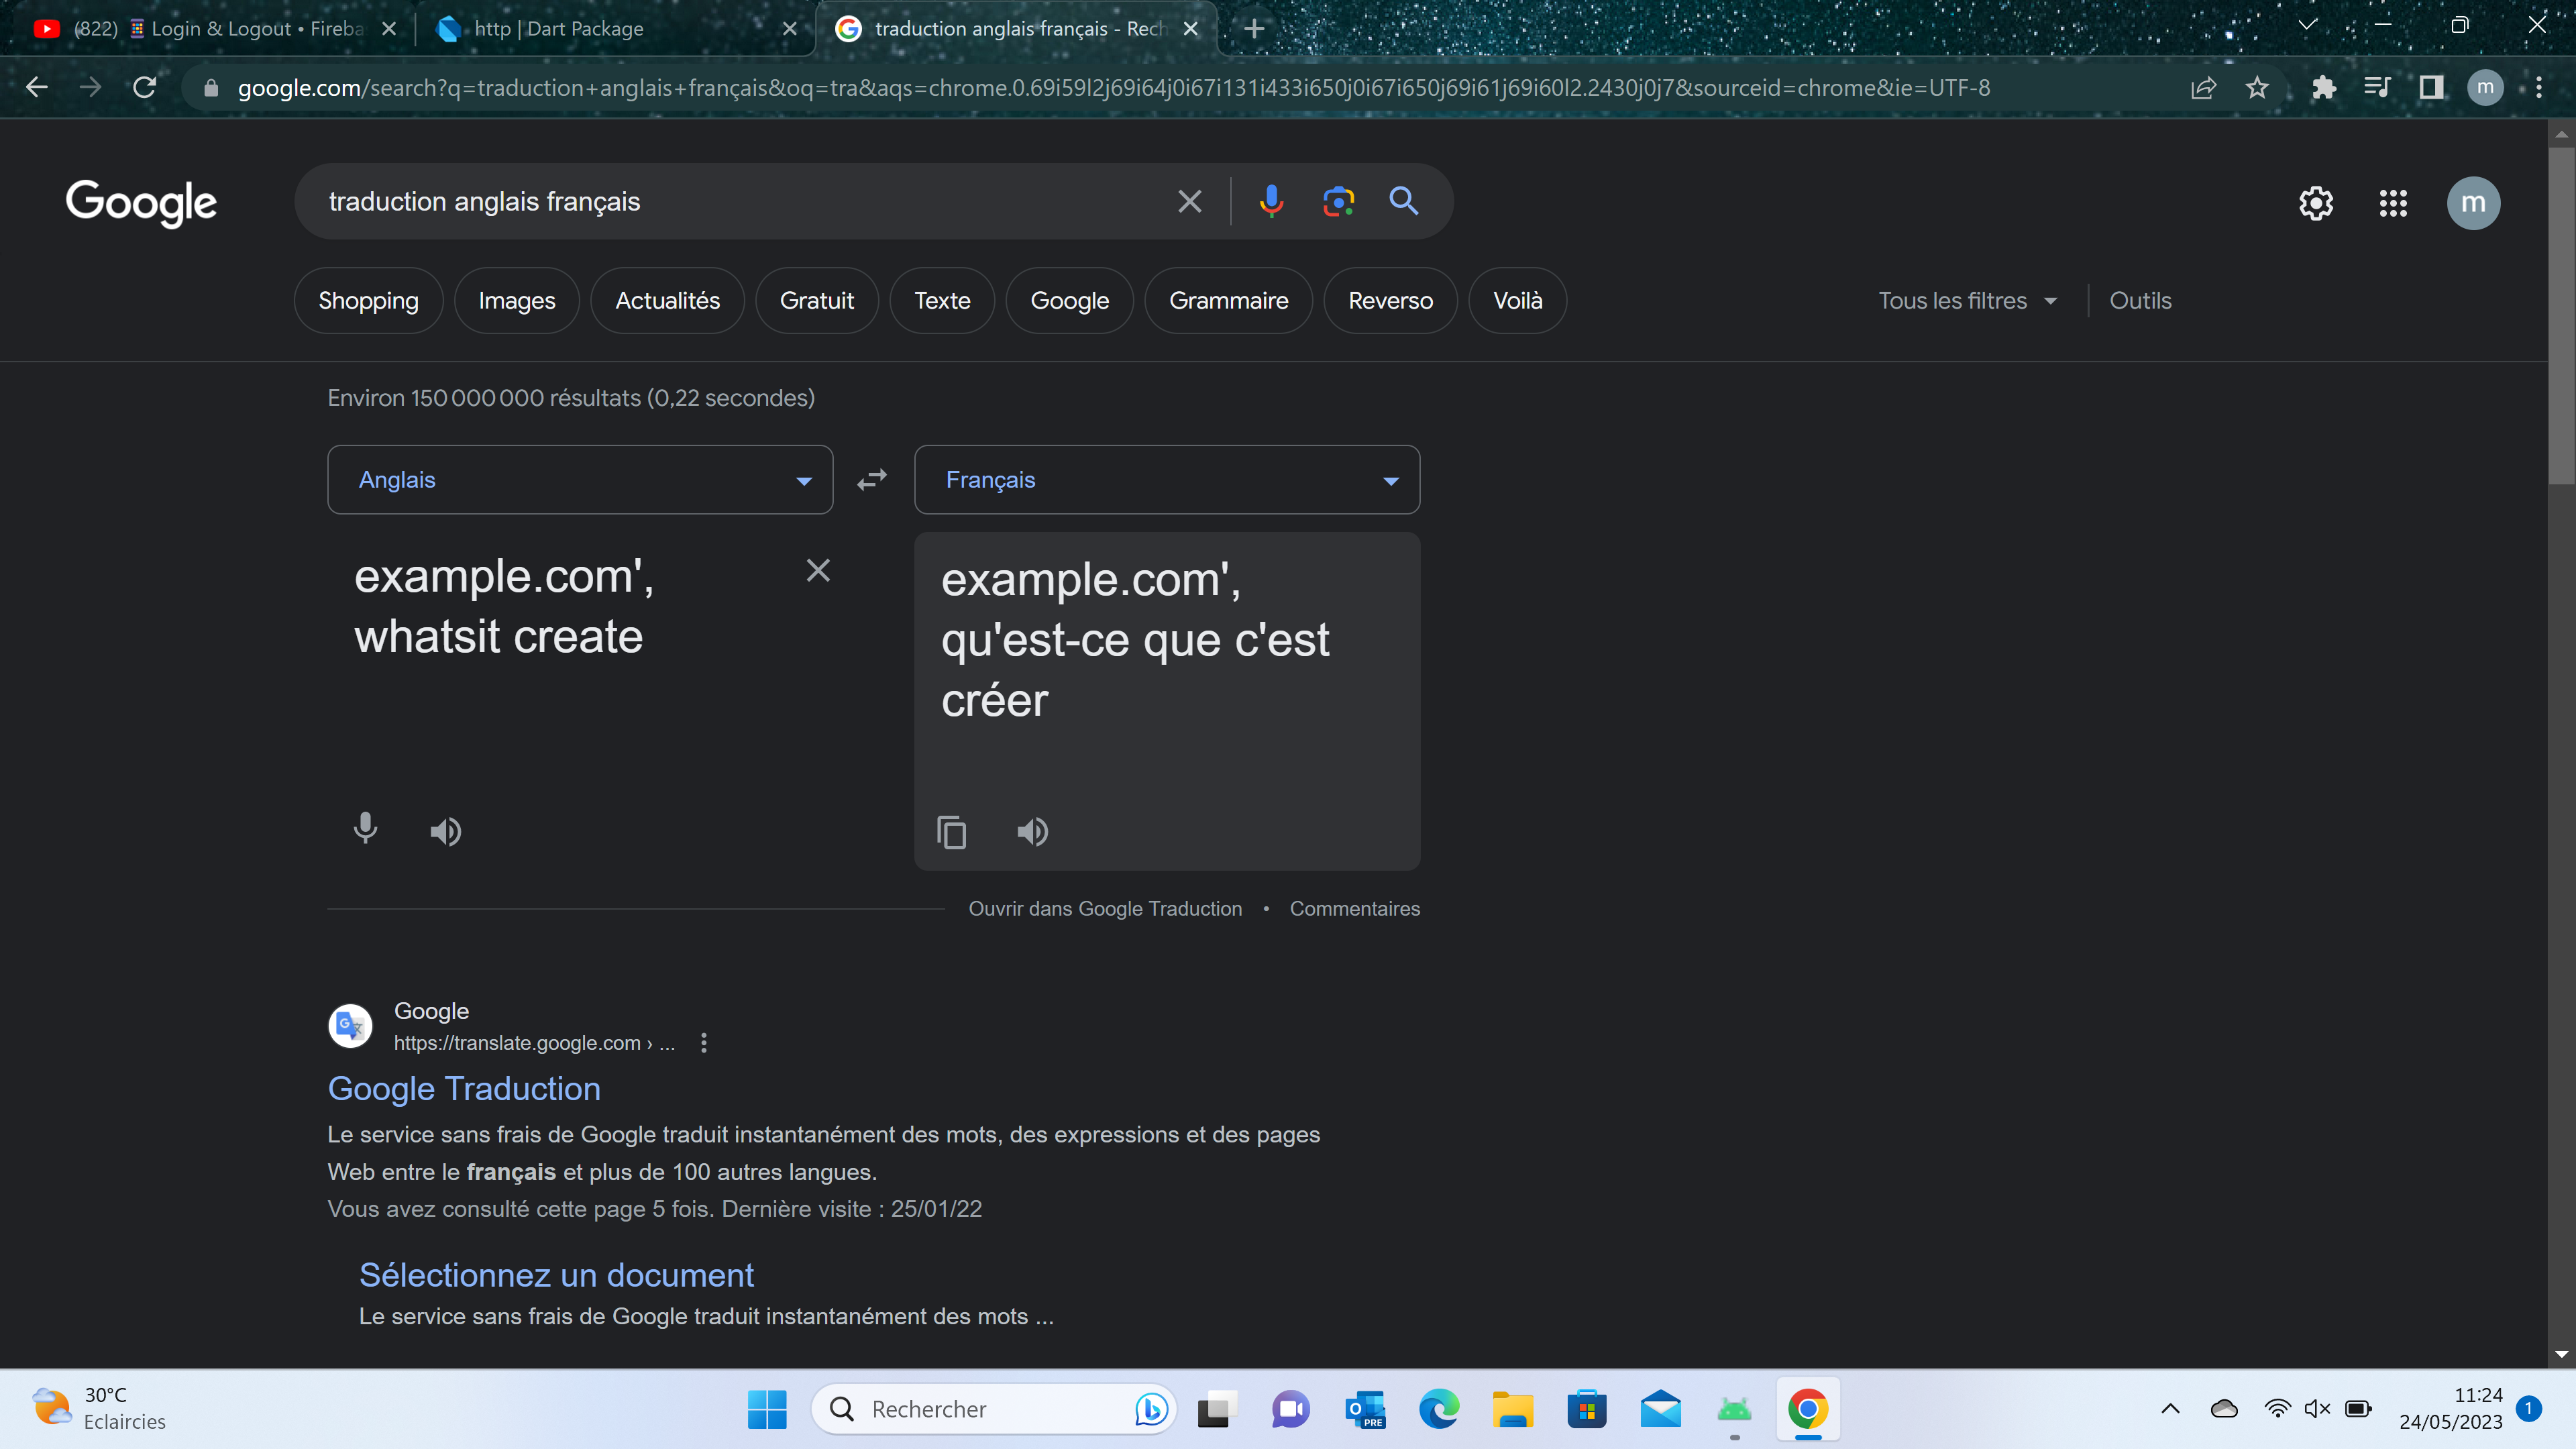 (822) Login & Logout • Fireba
http | Dart Package
traduction anglais français - Rech
google.com/search?q=traduction+anglais+français&oq=tra&aqs=chrome.0.69i59l2j69i64j0i67i131i433i650j0i67i650j69i61j69i60l2.2430j0j7&sourceid=chrome&ie=UTF-8
m
Google
traduction anglais français
m
Shopping
Images
Actualités
Gratuit
Texte
Google
Grammaire
Reverso
Voilà
Tous les filtres
Outils
Environ 150 000 000 résultats (0,22 secondes)
Anglais
Français
example.com',
whatsit create
example.com',
qu'est-ce que c'est
créer
Ouvrir dans Google Traduction • Commentaires
Google
https://translate.google.com › ...
Google Traduction
Le service sans frais de Google traduit instantanément des mots, des expressions et des pages
Web entre le français et plus de 100 autres langues.
Vous avez consulté cette page 5 fois. Dernière visite : 25/01/22
Sélectionnez un document
Le service sans frais de Google traduit instantanément des mots ...
30°C
Eclaircies
Rechercher
PRE
11:24
24/05/2023
1